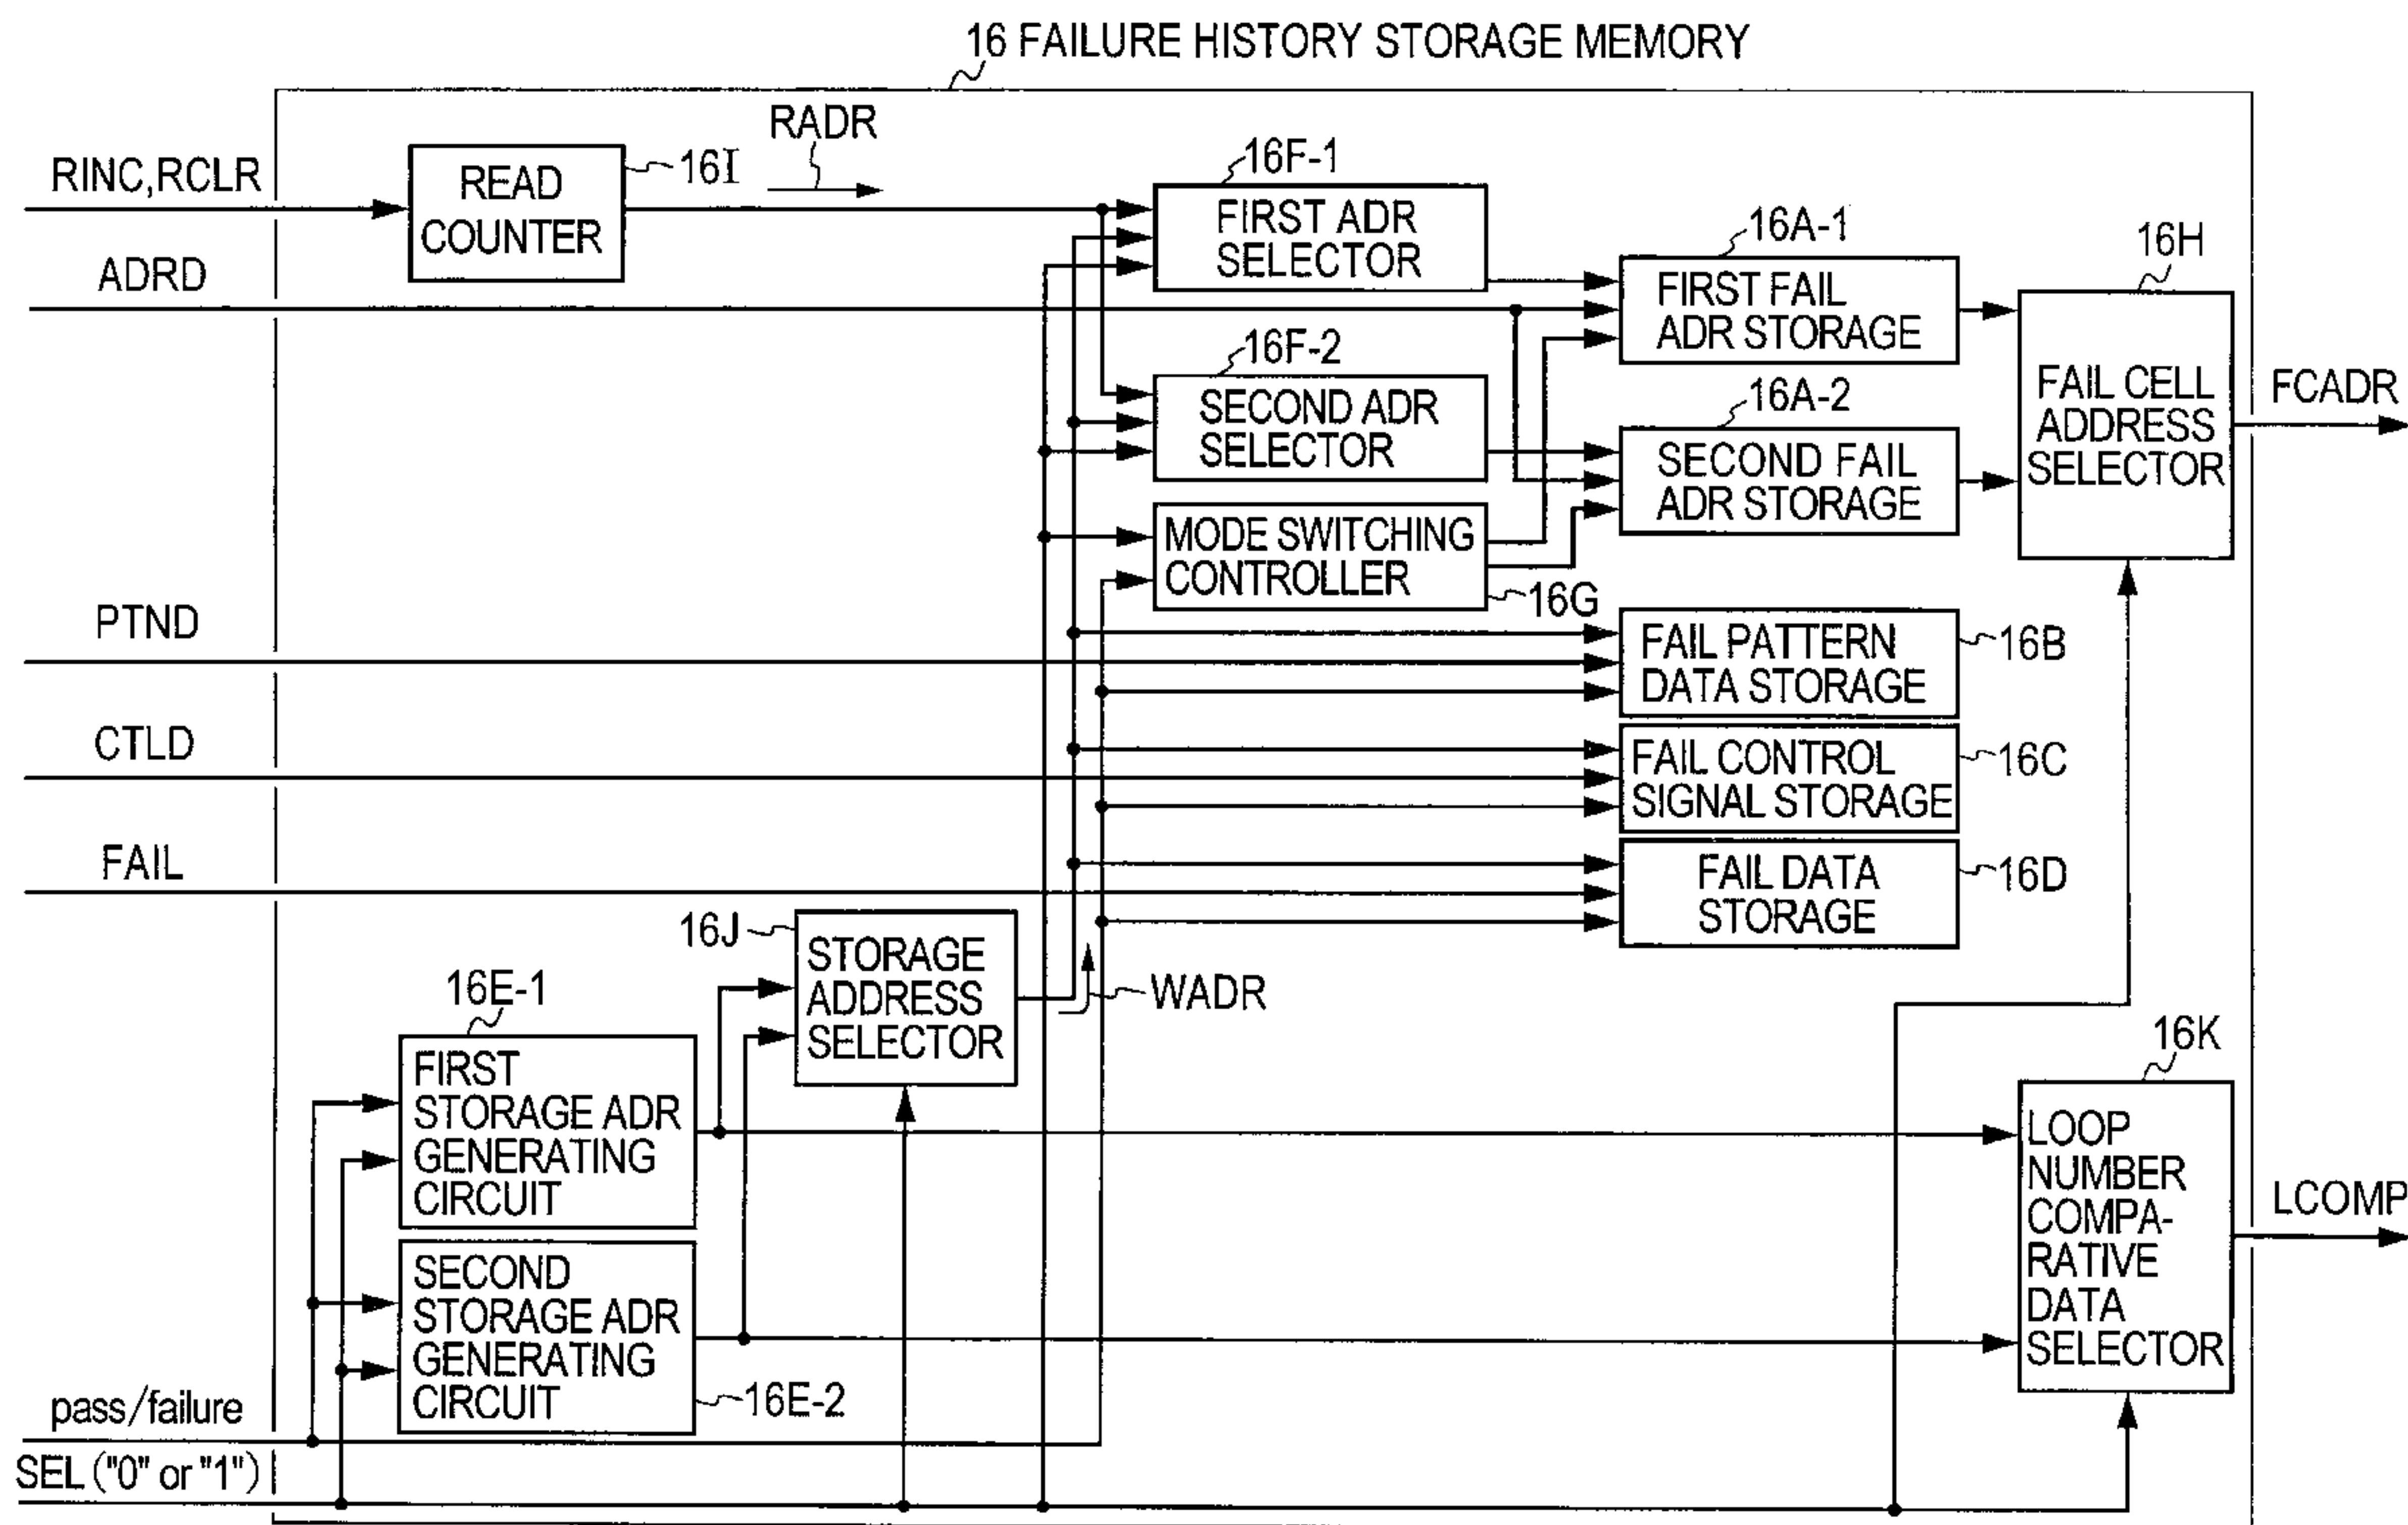 16 FAILURE HISTORY STORAGE MEMORY
RINC,RCLR
READ
COUNTER
16I
RADR
ADRD
16F-1
FIRST ADR
SELECTOR
16A-1
FIRST FAIL
ADR STORAGE
16H
FAIL CELL
ADDRESS
SELECTOR
FCADR
16F-2
SECOND ADR
SELECTOR
16A-2
SECOND FAIL
ADR STORAGE
MODE SWITCHING
CONTROLLER
16G
PTND
FAIL PATTERN
DATA STORAGE
16B
CTLD
FAIL CONTROL
SIGNAL STORAGE
16C
FAIL
FAIL DATA
STORAGE
16D
16J
STORAGE
ADDRESS
SELECTOR
WADR
16E-1
FIRST
STORAGE ADR
GENERATING
CIRCUIT
16K
LOOP
NUMBER
COMPA-
RATIVE
DATA
SELECTOR
LCOMP
SECOND
STORAGE ADR
GENERATING
CIRCUIT
16E-2
pass/failure
SEL ("0" or "1")